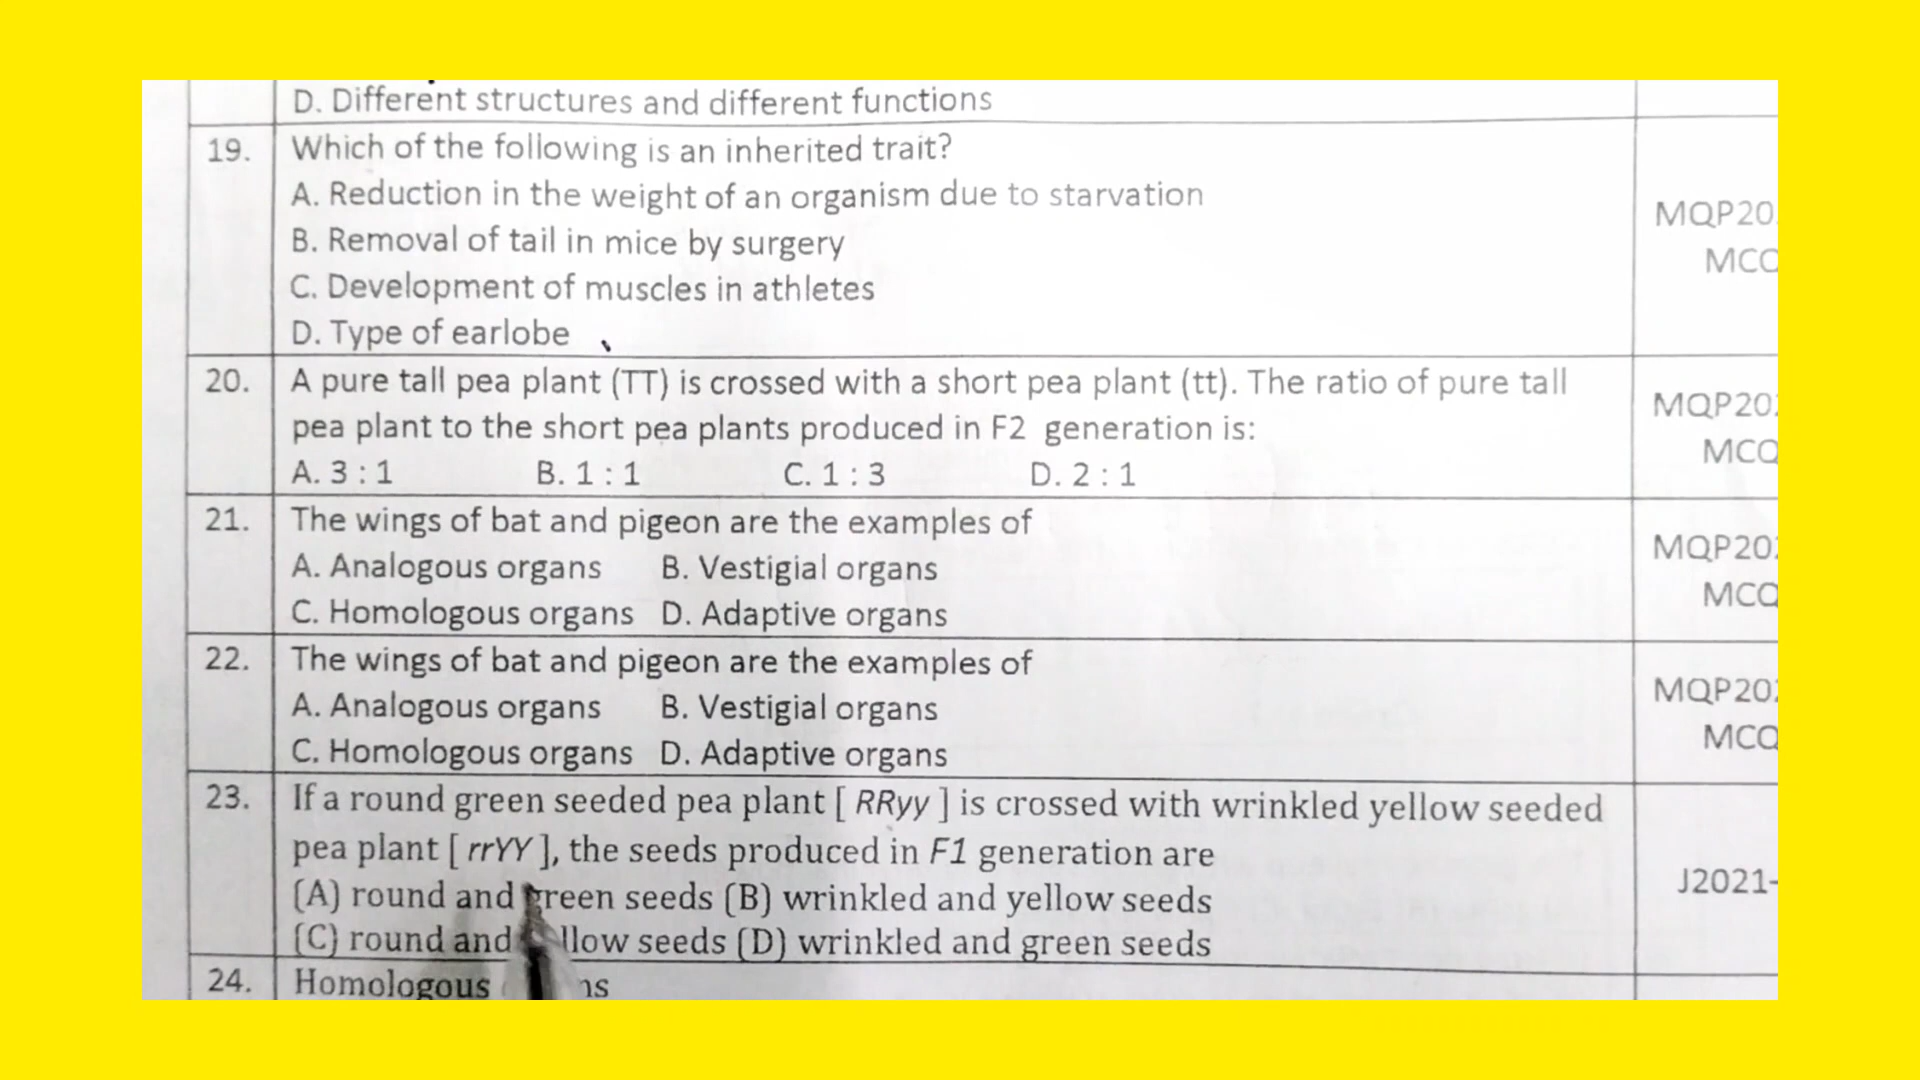 D. Different structures and different functions
19. Which of the following is an inherited trait?
A. Reduction in the weight of an organism due to starvation
B. Removal of tail in mice by surgery
C. Development of muscles in athletes
D. Type of earlobe
MQP20
MCQ
20. A pure tall pea plant (TT) is crossed with a short pea plant (tt). The ratio of pure tall
pea plant to the short pea plants produced in F2 generation is:
A. 3 : 1 B. 1 : 1 C. 1 : 3 D. 2 : 1
MQP202
MCQ
21. The wings of bat and pigeon are the examples of
A. Analogous organs B. Vestigial organs
C. Homologous organs D. Adaptive organs
MQP202
MCQ
22. The wings of bat and pigeon are the examples of
A. Analogous organs B. Vestigial organs
C. Homologous organs D. Adaptive organs
MQP202
MCQ
23. If a round green seeded pea plant [ RRyy ] is crossed with wrinkled yellow seeded
pea plant [ rrYY ], the seeds produced in F1 generation are
(A) round and green seeds (B) wrinkled and yellow seeds
(C) round and llow seeds (D) wrinkled and green seeds
J2021-
24. Homologous